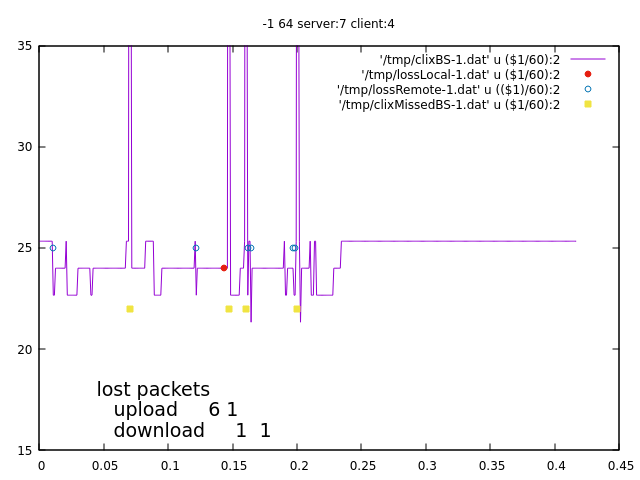 -1 64 server:7 client:4
35
'/tmp/clixBS-1.dat' u ($1/60):2
'/tmp/lossLocal-1.dat' u ($1/60):2
'/tmp/lossRemote-1.dat' u (($1)/60):2
'/tmp/clixMissedBS-1.dat' u ($1/60):2
30
25
20
lost packets
upload 6 1
download 1 1
15
0 0.05 0.1 0.15 0.2 0.25 0.3 0.35 0.4 0.45